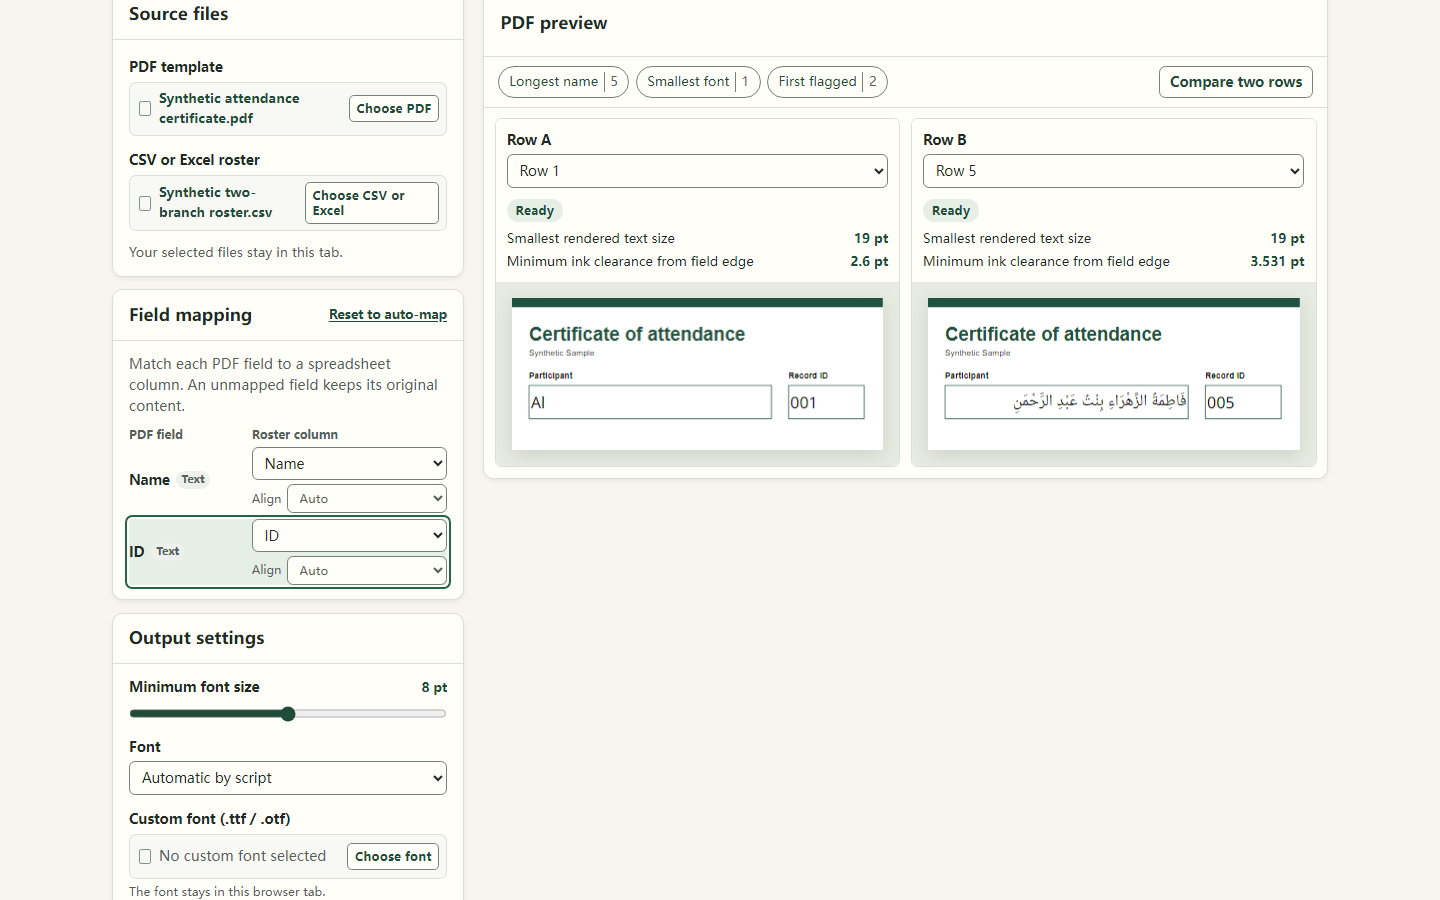 Source files
PDF template
Synthetic attendance
certificate.pdf
Choose PDF
CSV or Excel roster
Synthetic two-
branch roster.csv
Choose CSV or
Excel
Your selected files stay in this tab.
Field mapping
Reset to auto-map
Match each PDF field to a spreadsheet
column. An unmapped field keeps its original
content.
PDF field
Roster column
Name Text
Name
Align Auto
ID Text
ID
Align Auto
Output settings
Minimum font size 8 pt
Font
Automatic by script
Custom font (.ttf / .otf)
No custom font selected
Choose font
The font stays in this browser tab.
PDF preview
Longest name 5
Smallest font 1
First flagged 2
Compare two rows
Row A
Row 1
Ready
Smallest rendered text size 19 pt
Minimum ink clearance from field edge 2.6 pt
Certificate of attendance
Synthetic Sample
Participant
Record ID
Al
001
Row B
Row 5
Ready
Smallest rendered text size 19 pt
Minimum ink clearance from field edge 3.531 pt
Certificate of attendance
Synthetic Sample
Participant
Record ID
فَاطِمَةُ الزَّهْرَاءِ بِنْتُ عَبْدِ الرَّحْمَنِ
005